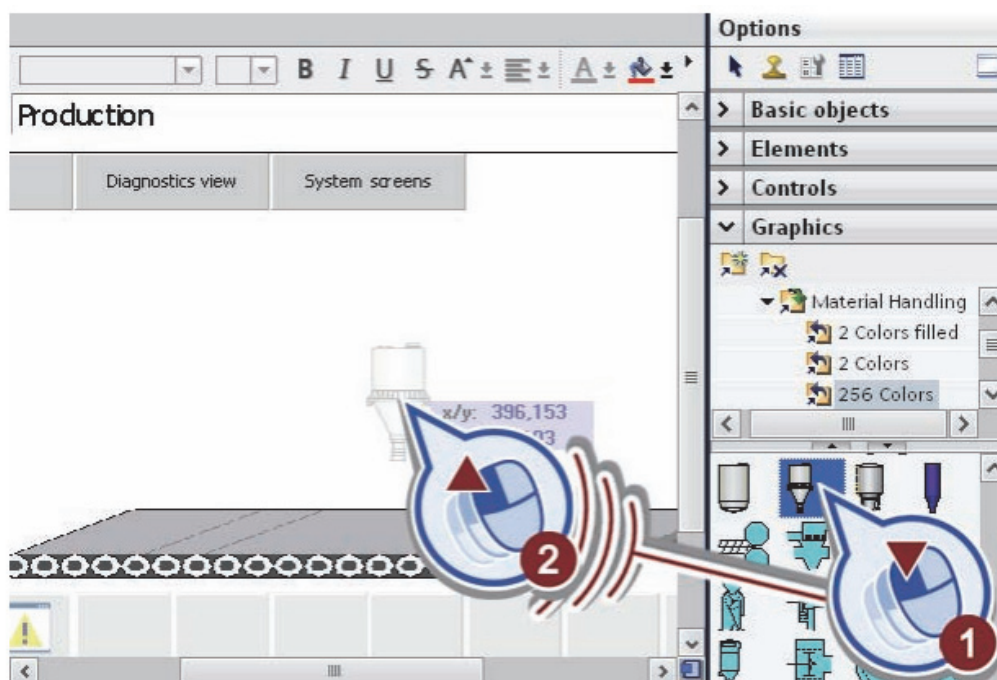 Options
B I U S A A
Production
Basic objects
Elements
Diagnostics view
System screens
Controls
Graphics
Material Handling
2 Colors filled
2 Colors
256 Colors
x/y: 396,153
2
1